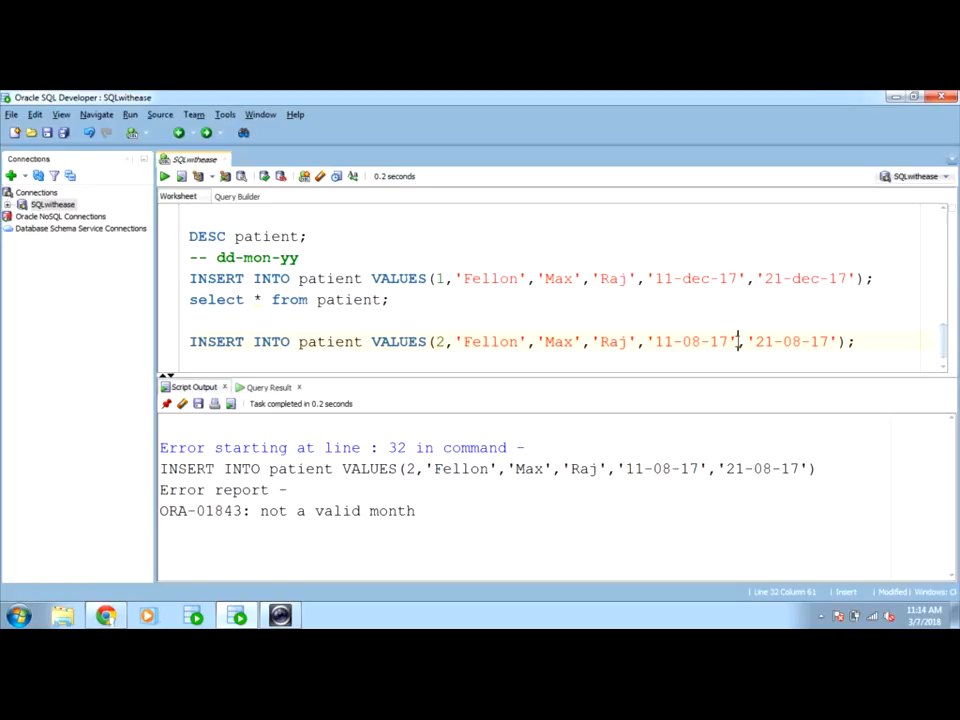 Oracle SQL Developer : SQLwithease
File Edit View Navigate Run Source Team Tools Window Help
Connections
SQLwithease
0.2 seconds
SQLwithease
Worksheet Query Builder
Connections
SQLwithease
Oracle NoSQL Connections
Database Schema Service Connections
DESC patient;
-- dd-mon-yy
INSERT INTO patient VALUES(1,'Fellon','Max','Raj','11-dec-17','21-dec-17');
select * from patient;
INSERT INTO patient VALUES(2,'Fellon','Max','Raj','11-08-17','21-08-17');
Script Output Query Result
Task completed in 0.2 seconds
Error starting at line : 32 in command -
INSERT INTO patient VALUES(2,'Fellon','Max','Raj','11-08-17','21-08-17')
Error report -
ORA-01843: not a valid month
Line 32 Column 61 Insert Modified Windows: C
11:14 AM
3/7/2018